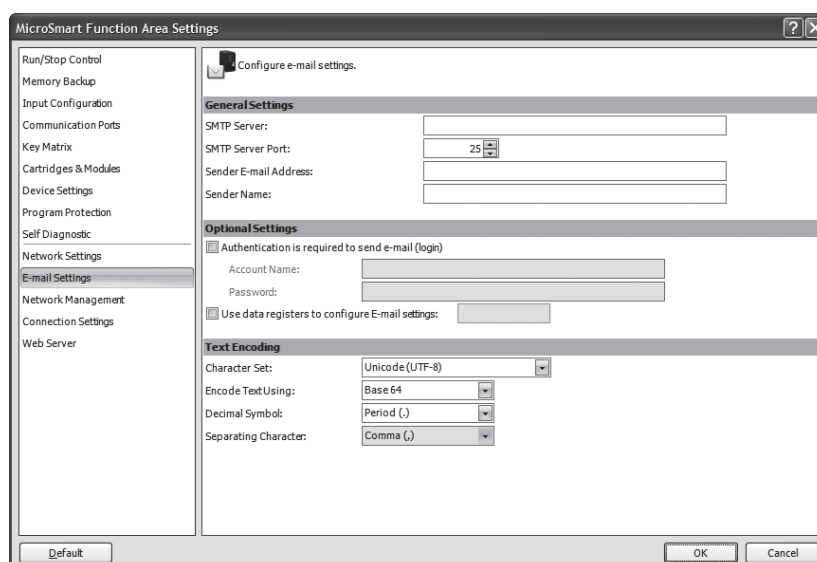 MicroSmart Function Area Settings
Run/Stop Control
Memory Backup
Input Configuration
Communication Ports
Key Matrix
Cartridges & Modules
Device Settings
Program Protection
Self Diagnostic
Network Settings
E-mail Settings
Network Management
Connection Settings
Web Server
Configure e-mail settings.
General Settings
SMTP Server:
SMTP Server Port: 25
Sender E-mail Address:
Sender Name:
Optional Settings
Authentication is required to send e-mail (login)
Account Name:
Password:
Use data registers to configure E-mail settings:
Text Encoding
Character Set: Unicode (UTF-8)
Encode Text Using: Base 64
Decimal Symbol: Period (.)
Separating Character: Comma (,)
Default OK Cancel